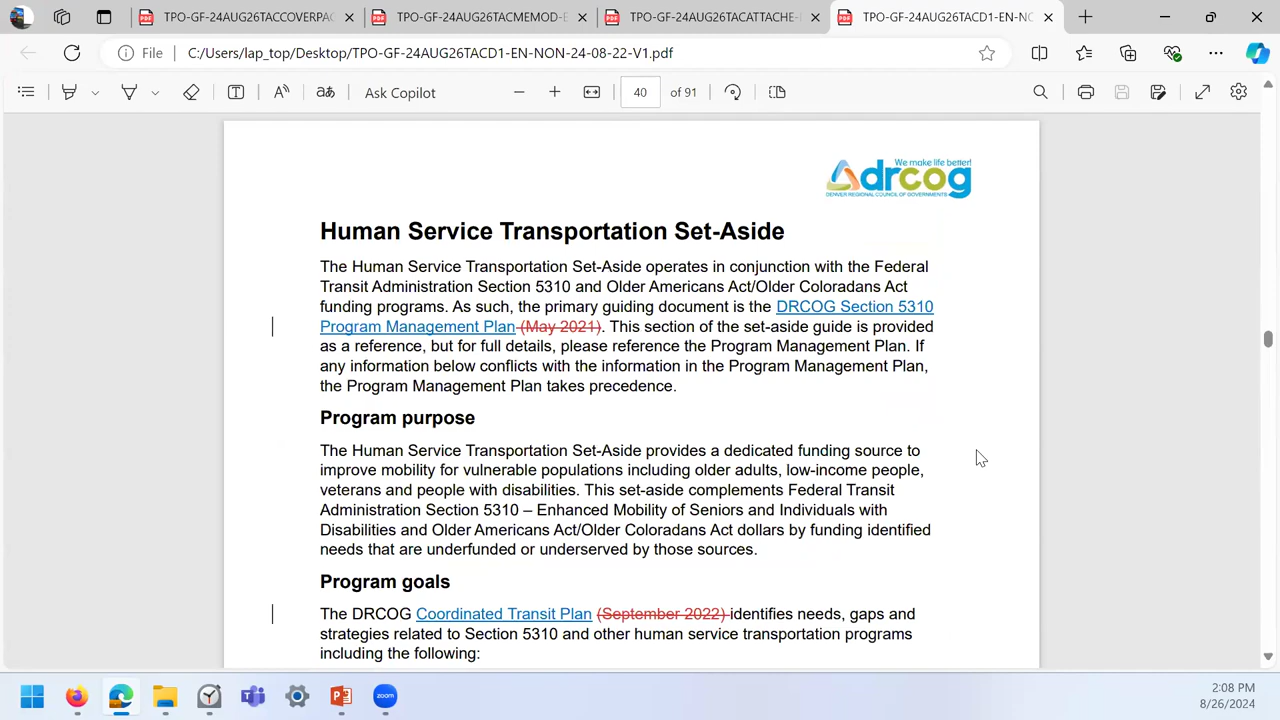 TPO-GF-24AUG26TACCOVERPAC
TPO-GF-24AUG26TACMEMOD-E
TPO-GF-24AUG26TACATTACHE-
TPO-GF-24AUG26TACD1-EN-NC
File
C:/Users/lap_top/Desktop/TPO-GF-24AUG26TACD1-EN-NON-24-08-22-V1.pdf
Ask Copilot
40 of 91
We make life better!
drcog
DENVER REGIONAL COUNCIL OF GOVERNMENTS
Human Service Transportation Set-Aside
The Human Service Transportation Set-Aside operates in conjunction with the Federal
Transit Administration Section 5310 and Older Americans Act/Older Coloradans Act
funding programs. As such, the primary guiding document is the DRCOG Section 5310
Program Management Plan (May 2021). This section of the set-aside guide is provided
as a reference, but for full details, please reference the Program Management Plan. If
any information below conflicts with the information in the Program Management Plan,
the Program Management Plan takes precedence.
Program purpose
The Human Service Transportation Set-Aside provides a dedicated funding source to
improve mobility for vulnerable populations including older adults, low-income people,
veterans and people with disabilities. This set-aside complements Federal Transit
Administration Section 5310 – Enhanced Mobility of Seniors and Individuals with
Disabilities and Older Americans Act/Older Coloradans Act dollars by funding identified
needs that are underfunded or underserved by those sources.
Program goals
The DRCOG Coordinated Transit Plan (September 2022) identifies needs, gaps and
strategies related to Section 5310 and other human service transportation programs
including the following:
zoom
2:08 PM
8/26/2024